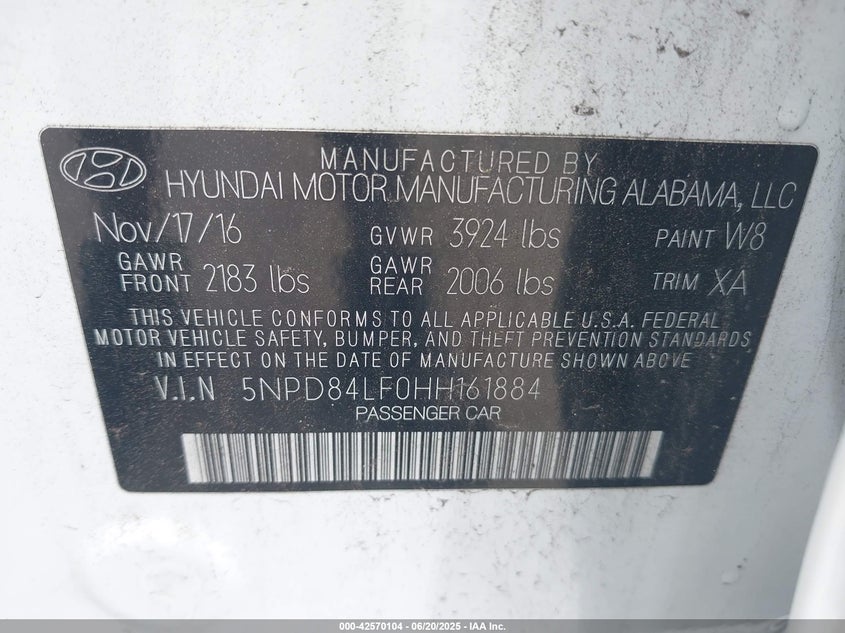 MANUFACTURED BY
HYUNDAI MOTOR MANUFACTURING ALABAMA, LLC
Nov/17/16 GVWR 3924 lbs PAINT W8
GAWR FRONT 2183 lbs GAWR REAR 2006 lbs TRIM XA
THIS VEHICLE CONFORMS TO ALL APPLICABLE U.S.A. FEDERAL
MOTOR VEHICLE SAFETY, BUMPER, AND THEFT PREVENTION STANDARDS
IN EFFECT ON THE DATE OF MANUFACTURE SHOWN ABOVE
V.I.N 5NPD84LF0HH161884
PASSENGER CAR
000-42570104 - 06/20/2025 - IAA Inc.